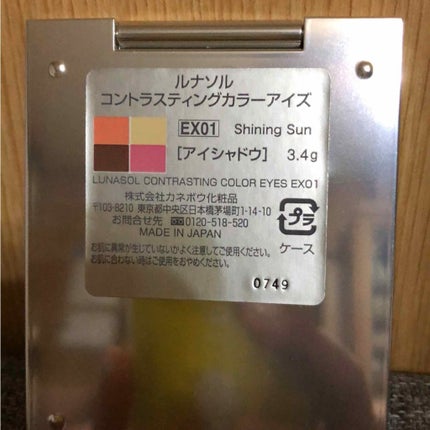 ルナソル
コントラスティングカラーアイズ
EX01 Shining Sun
[アイシャドウ] 3.4g
LUNASOL CONTRASTING COLOR EYES EX01
株式会社カネボウ化粧品
〒103-8210 東京都中央区日本橋茅場町1-14-10
お問合せ先 0120-518-520
MADE IN JAPAN
プラ
ケース
お肌に異常が生じていないかよく注意してご使用ください。
お肌に合わない時はご使用をおやめください。
0749